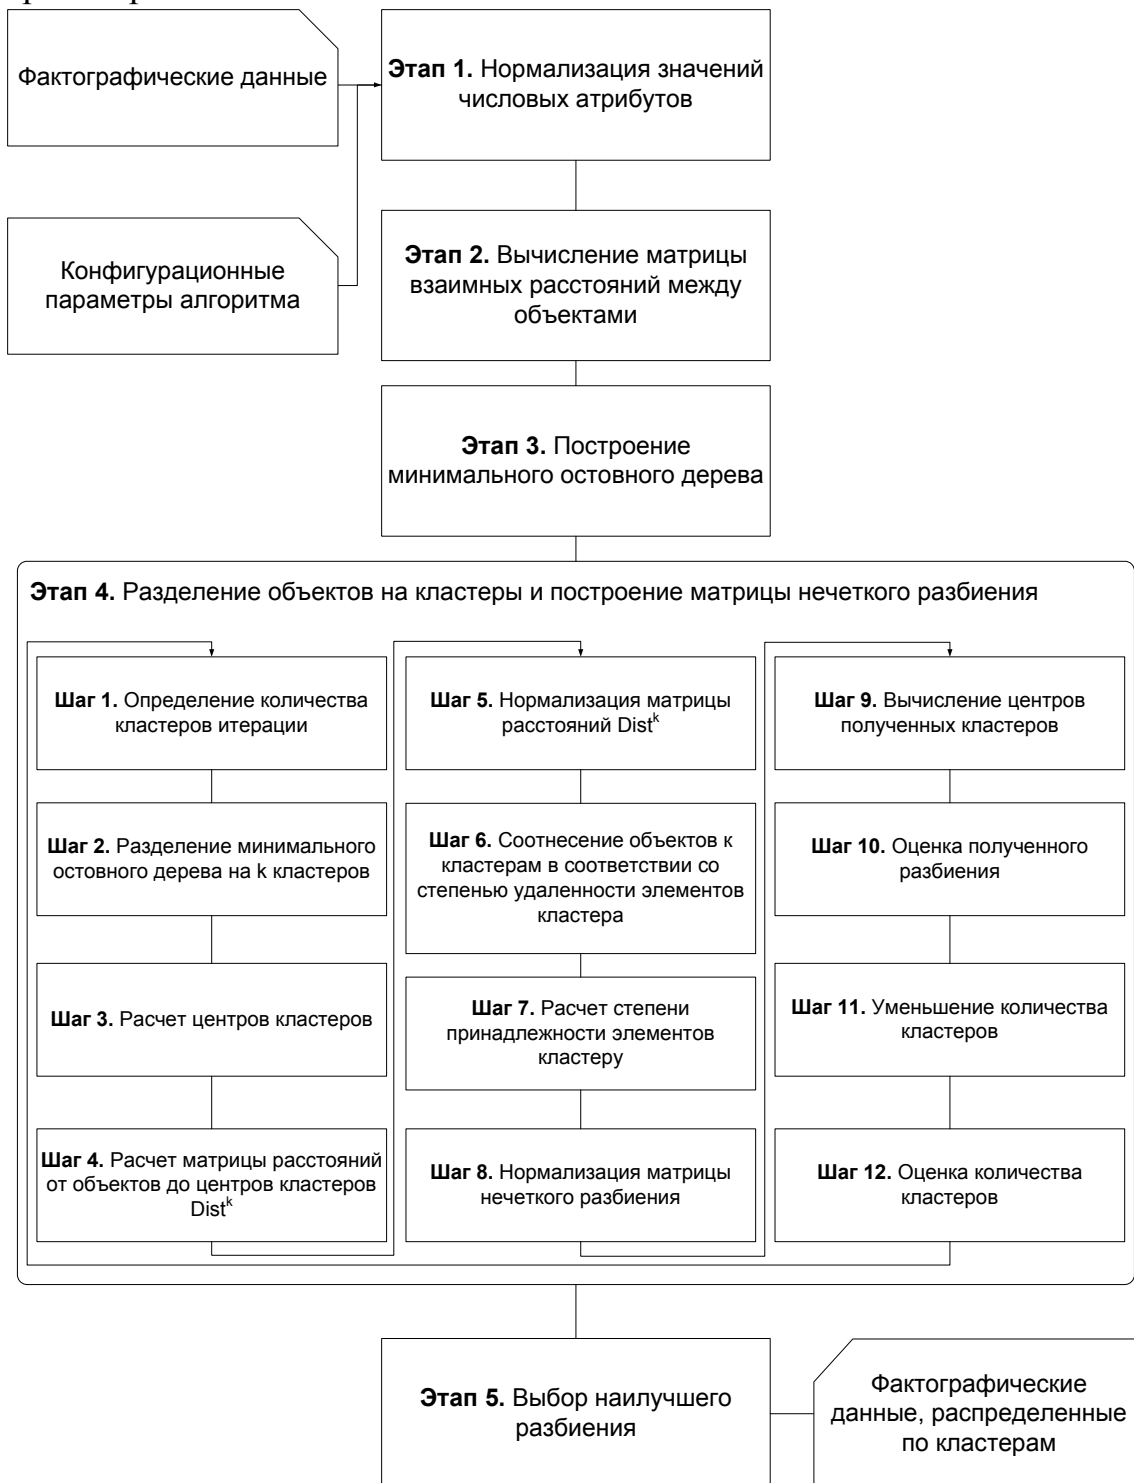 Фактографические данные
Этап 1. Нормализация значений
числовых атрибутов
Конфигурационные
параметры алгоритма
Этап 2. Вычисление матрицы
взаимных расстояний между
объектами
Этап 3. Построение
минимального остовного дерева
Этап 4. Разделение объектов на кластеры и построение матрицы нечеткого разбиения
Шаг 1. Определение количества
кластеров итерации
Шаг 2. Разделение минимального
остовного дерева на k кластеров
Шаг 3. Расчет центров кластеров
Шаг 4. Расчет матрицы расстояний
от объектов до центров кластеров
Dist^k
Шаг 5. Нормализация матрицы
расстояний Dist^k
Шаг 6. Соотнесение объектов к
кластерам в соответствии со
степенью удаленности элементов
кластера
Шаг 7. Расчет степени
принадлежности элементов
кластеру
Шаг 8. Нормализация матрицы
нечеткого разбиения
Шаг 9. Вычисление центров
полученных кластеров
Шаг 10. Оценка полученного
разбиения
Шаг 11. Уменьшение количества
кластеров
Шаг 12. Оценка количества
кластеров
Этап 5. Выбор наилучшего
разбиения
Фактографические
данные, распределенные
по кластерам